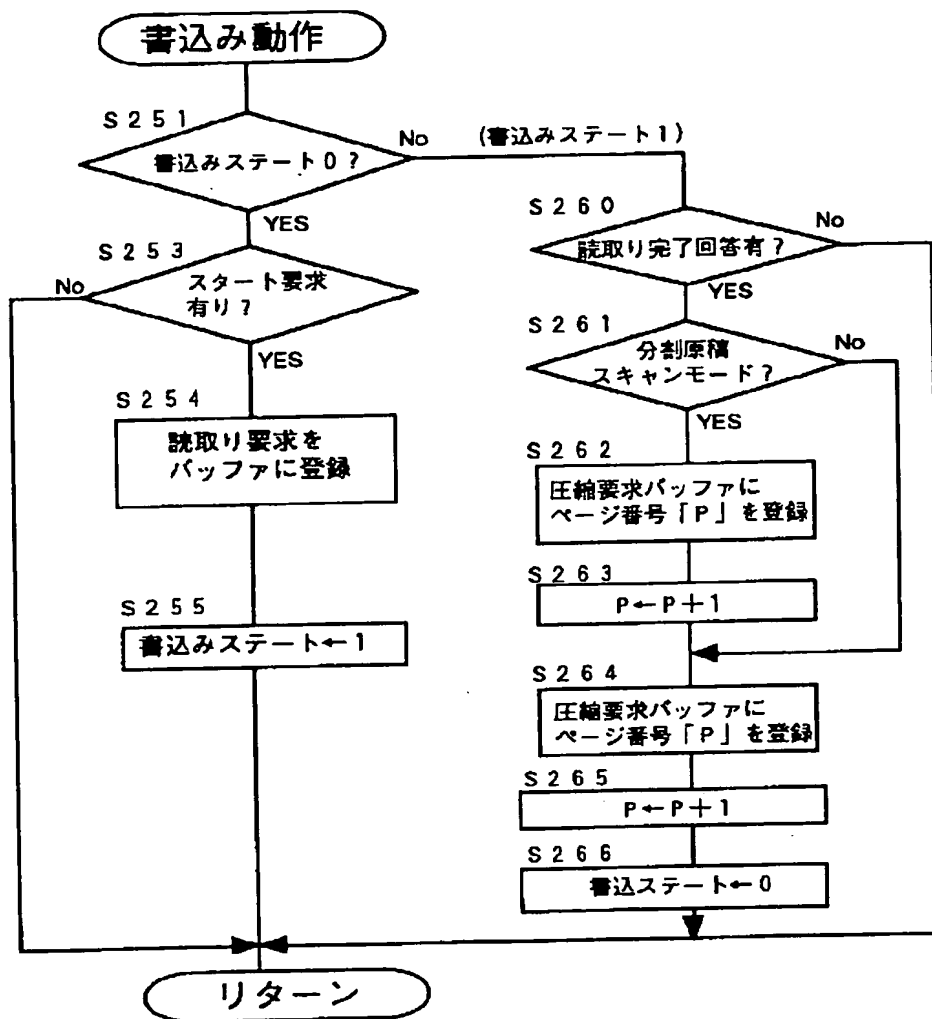 書込み動作
S251
書込みステート0?
No
(書込みステート1)
YES
S253
スタート要求
有り?
No
YES
S254
読取り要求を
バッファに登録
S255
書込みステート←1
S260
読取り完了回答有?
No
YES
S261
分割原稿
スキャンモード?
No
YES
S262
圧縮要求バッファに
ページ番号「P」を登録
S263
P←P+1
S264
圧縮要求バッファに
ページ番号「P」を登録
S265
P←P+1
S266
書込ステート←0
リターン